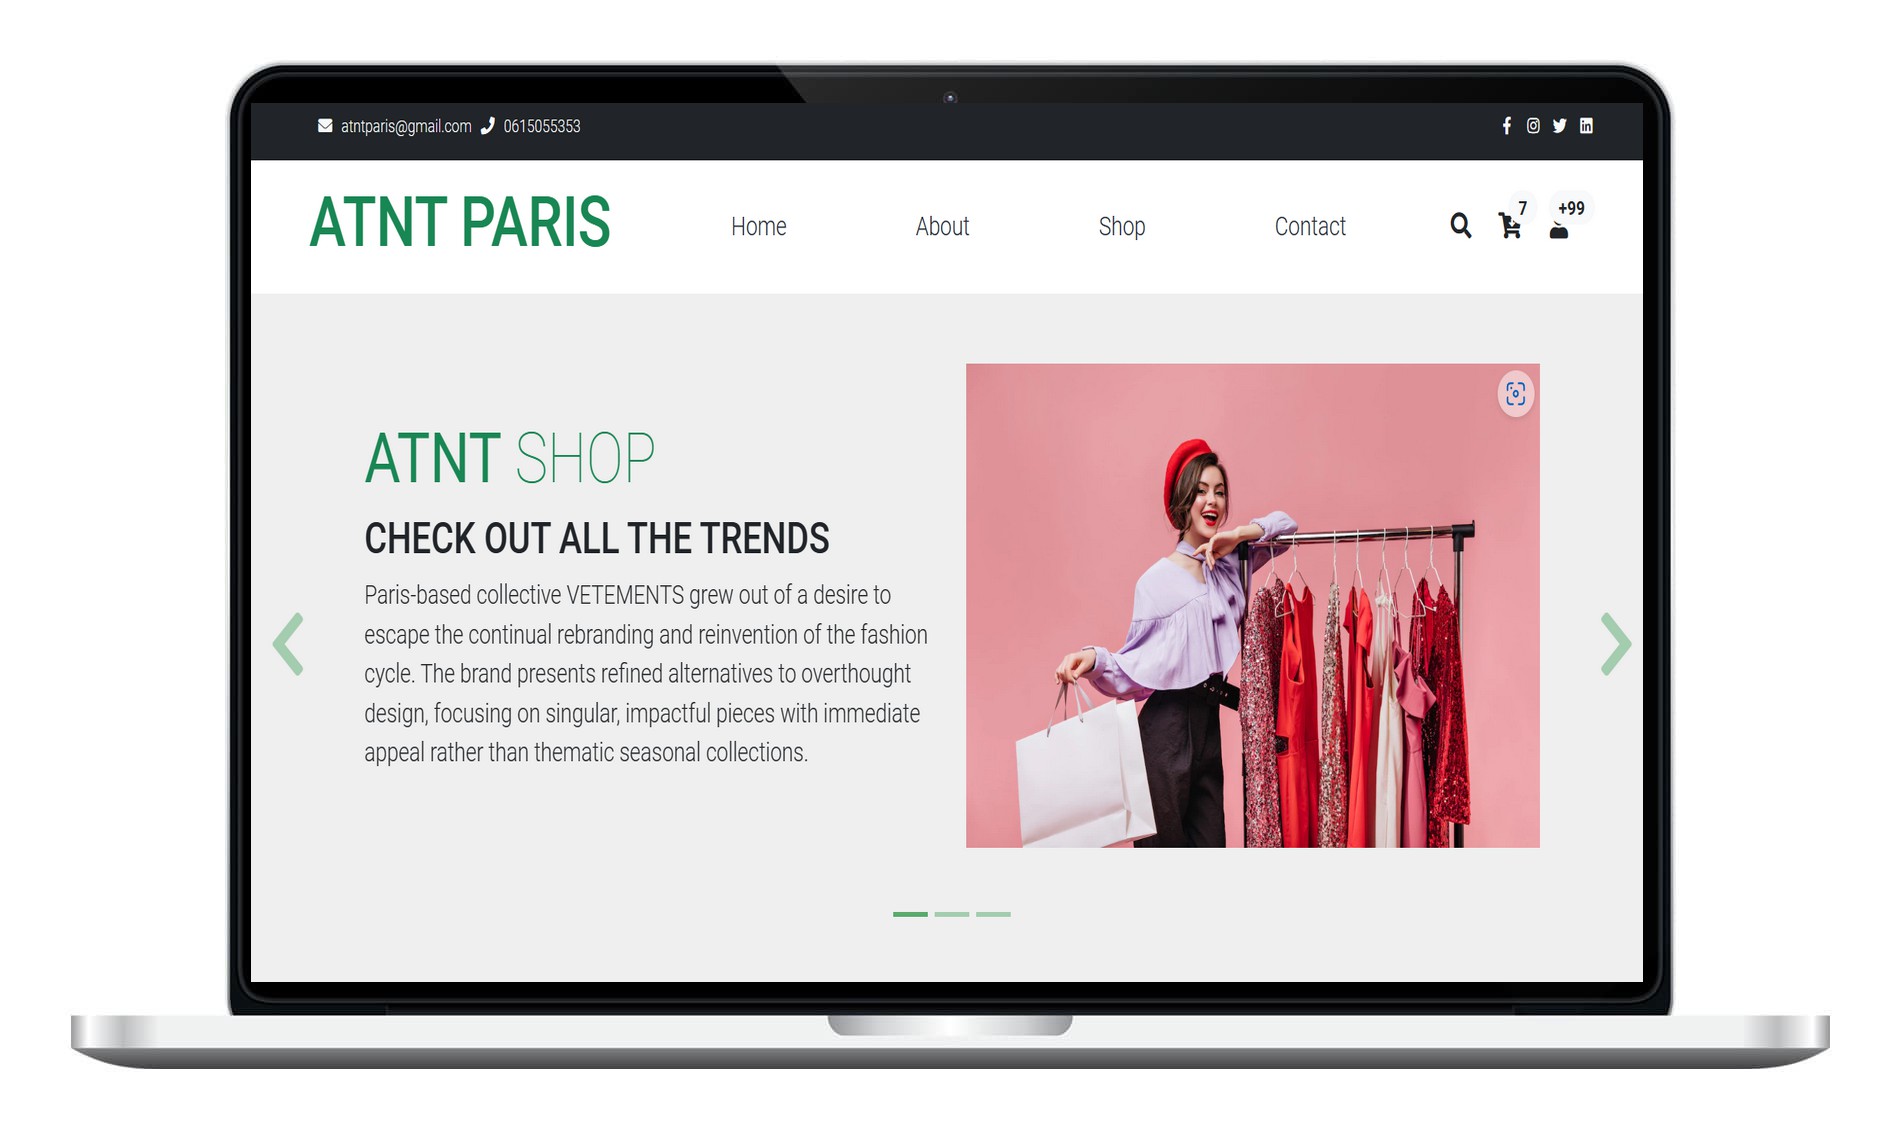 atntparis@gmail.com 0615055353
ATNT PARIS
Home About Shop Contact
7 +99
ATNT SHOP
CHECK OUT ALL THE TRENDS
Paris-based collective VETEMENTS grew out of a desire to
escape the continual rebranding and reinvention of the fashion
cycle. The brand presents refined alternatives to overthought
design, focusing on singular, impactful pieces with immediate
appeal rather than thematic seasonal collections.